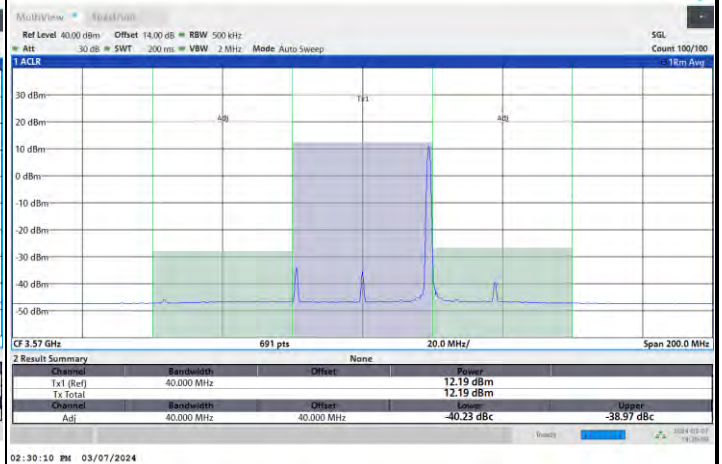 MultiView Spectrum
Ref Level 40.00 dBm Offset 14.00 dB RBW 500 kHz SGL
Att 30 dB SWT 200 ms VBW 2 MHz Mode Auto Sweep Count 100/100
1 ACLR 1Rm Avg
Tx1
Adj Adj
30 dBm
20 dBm
10 dBm
0 dBm
-10 dBm
-20 dBm
-30 dBm
-40 dBm
-50 dBm
CF 3.57 GHz 691 pts 20.0 MHz/ Span 200.0 MHz
2 Result Summary None
Channel Bandwidth Offset Power
Tx1 (Ref) 40.000 MHz 12.19 dBm
Tx Total 12.19 dBm
Channel Bandwidth Offset Lower Upper
Adj 40.000 MHz 40.000 MHz -40.23 dBc -38.97 dBc
Ready 2024-03-07
02:30:10 PM 03/07/2024